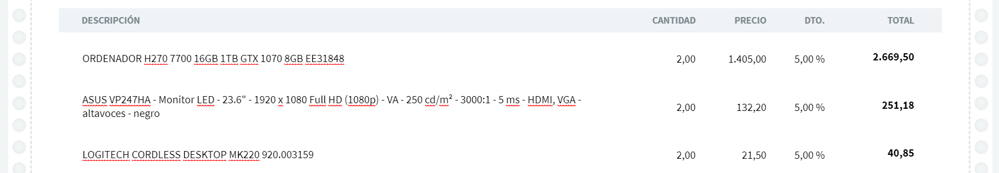 DESCRIPCIÓN CANTIDAD PRECIO DTO. TOTAL
ORDENADOR H270 7700 16GB 1TB GTX 1070 8GB EE31848 2,00 1.405,00 5,00 % 2.669,50
ASUS VP247HA - Monitor LED - 23.6" - 1920 x 1080 Full HD (1080p) - VA - 250 cd/m² - 3000:1 - 5 ms - HDMI, VGA -
altavoces - negro 2,00 132,20 5,00 % 251,18
LOGITECH CORDLESS DESKTOP MK220 920.003159 2,00 21,50 5,00 % 40,85